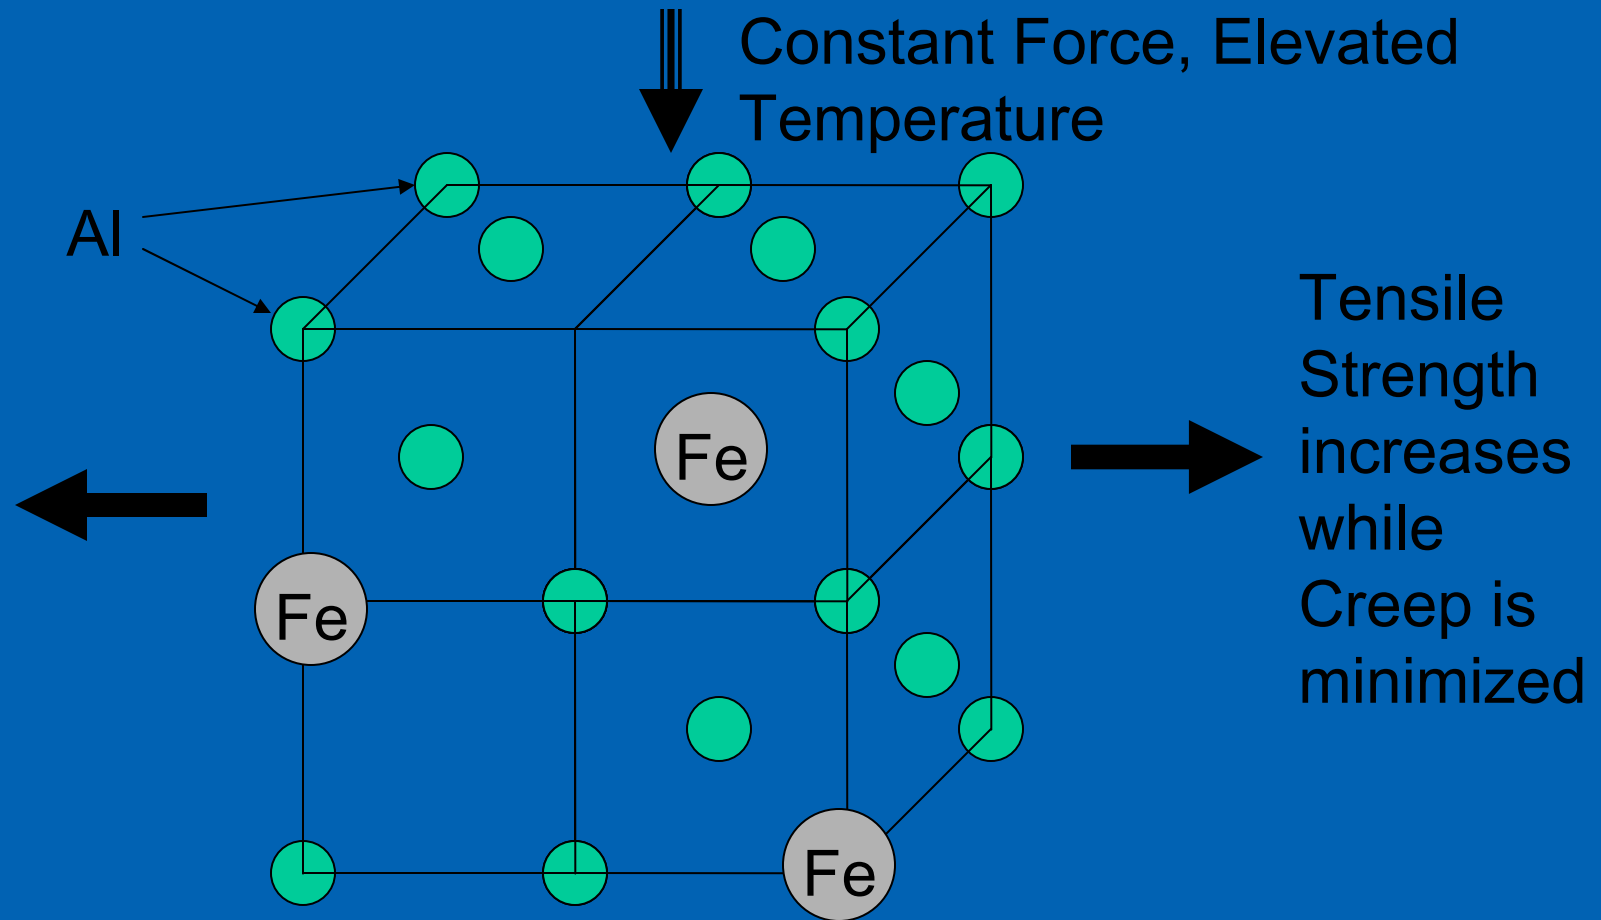 Constant Force, Elevated
Temperature
Al
Tensile
Strength
increases
while
Creep is
minimized
Fe
Fe
Fe